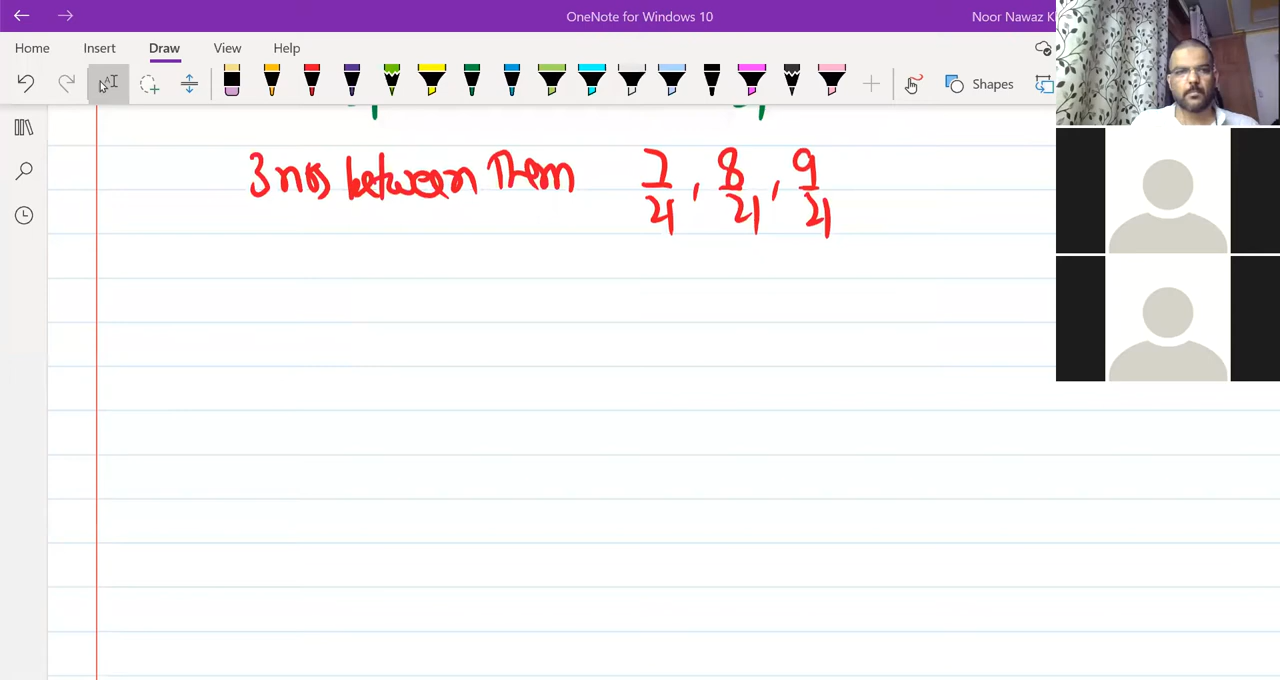 OneNote for Windows 10
Noor Nawaz K
Home Insert Draw View Help
Shapes
3 nos between Them 7/21, 8/21, 9/21